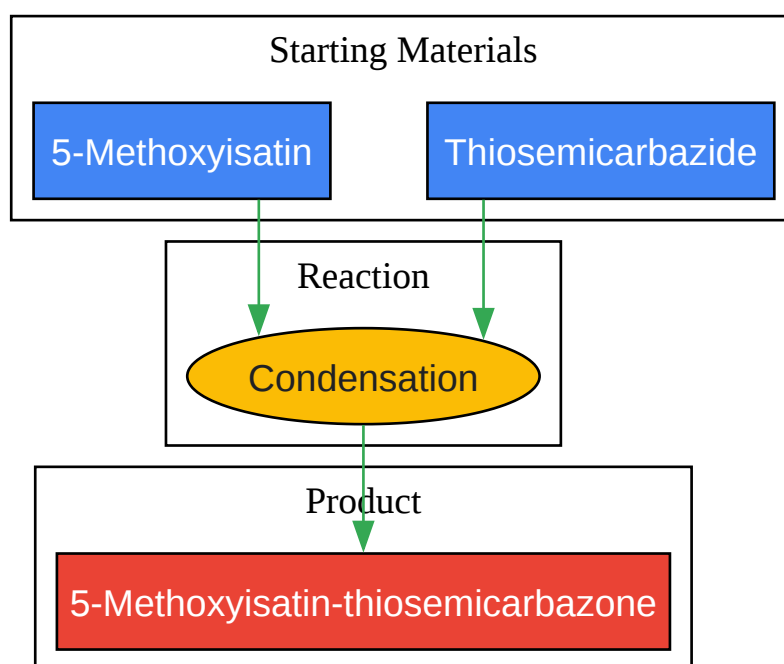 Starting Materials
5-Methoxyisatin
Thiosemicarbazide
Reaction
Condensation
Product
5-Methoxyisatin-thiosemicarbazone